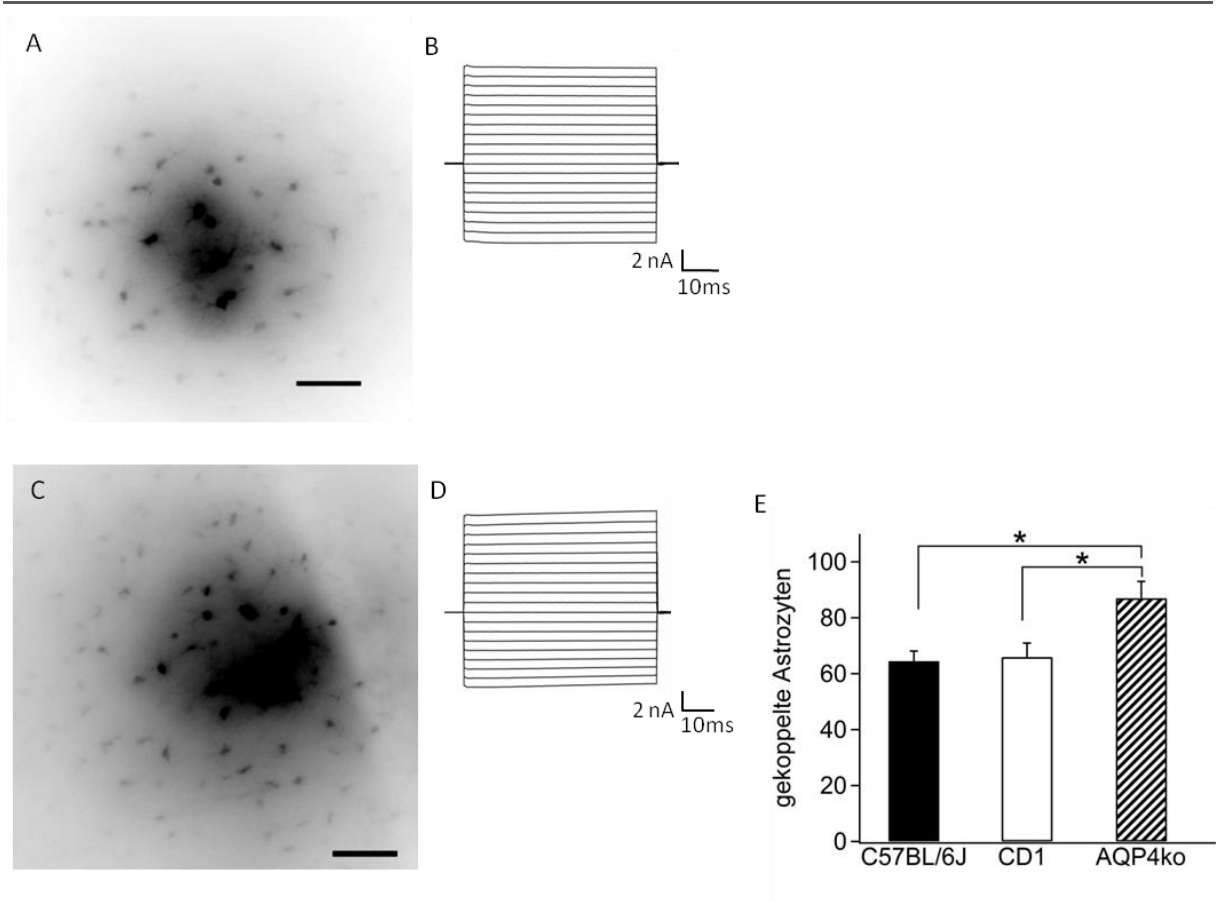 A
B
2 nA
10ms
C
D
2 nA
10ms
E
gekoppelte Astrozyten
100
80
60
40
20
0
*
*
C57BL/6J
CD1
AQP4ko